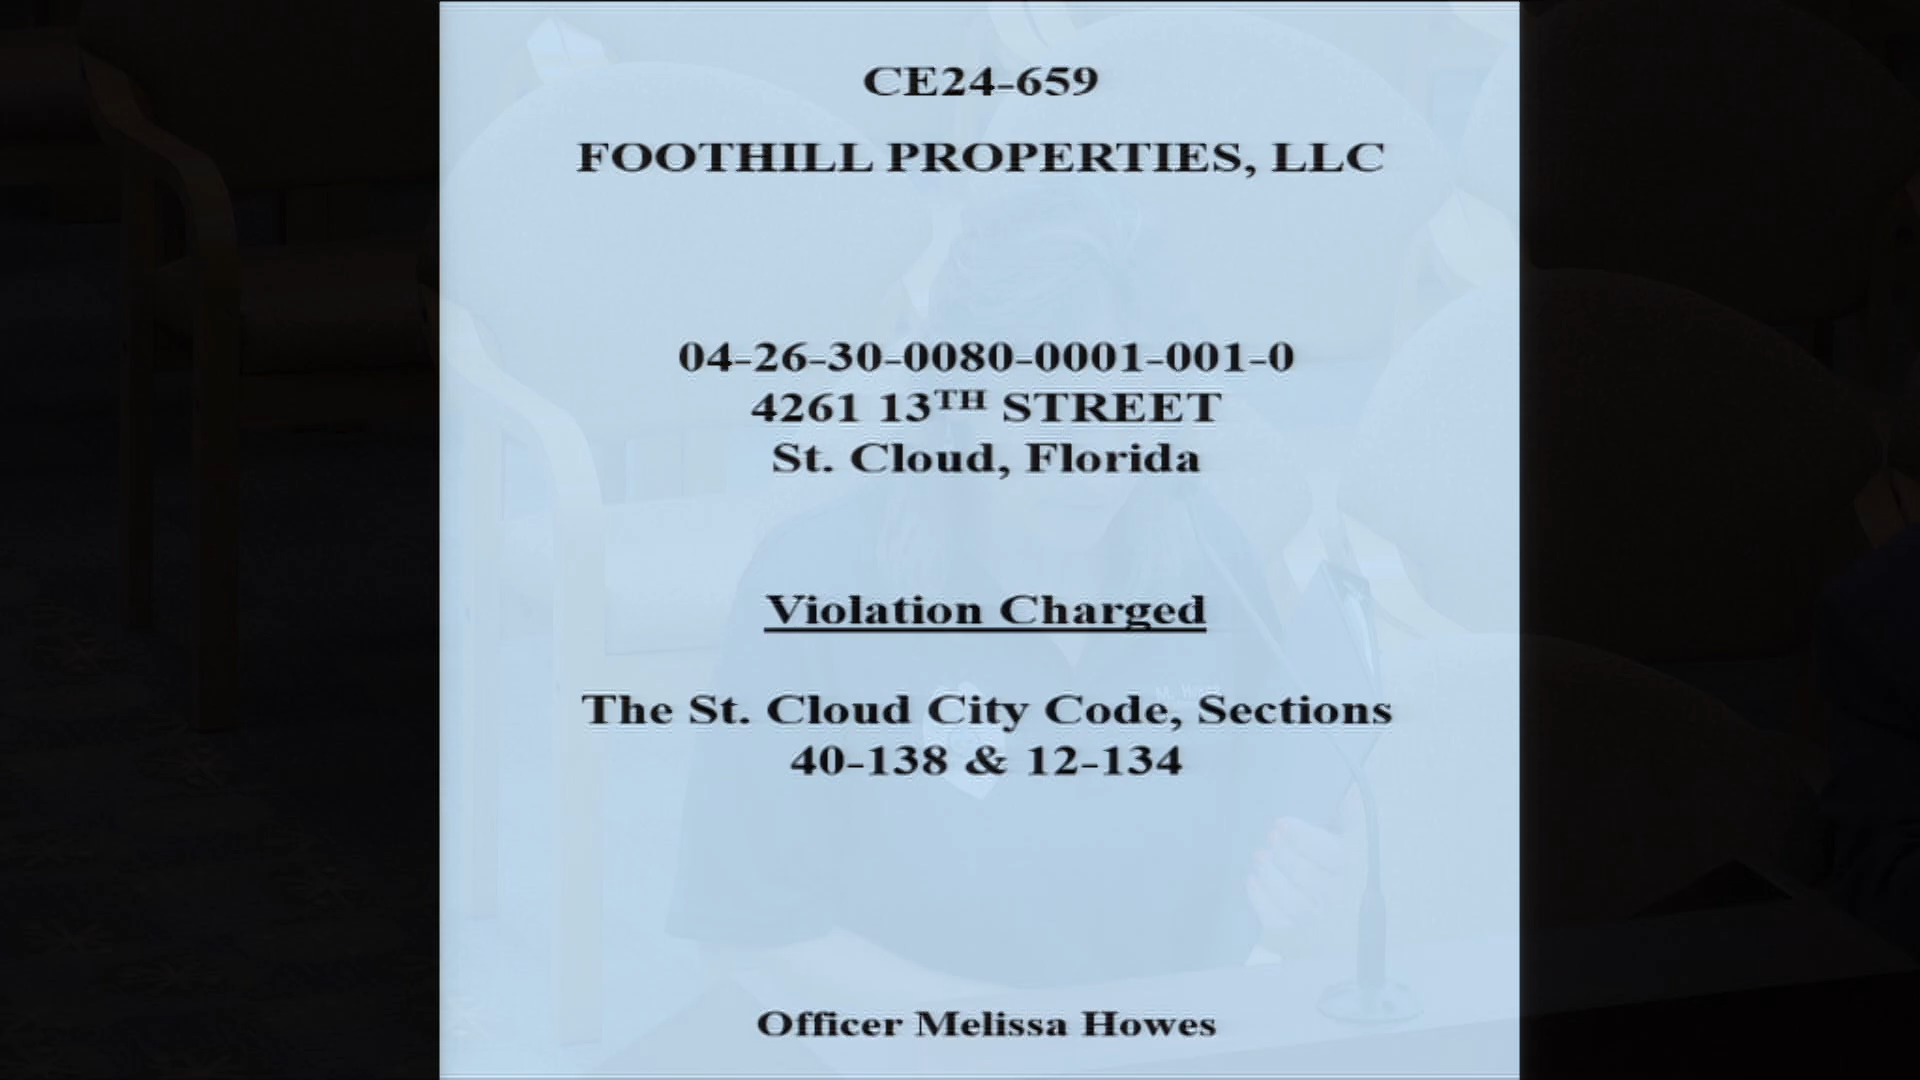 CE24-659
FOOTHILL PROPERTIES, LLC
04-26-30-0080-0001-001-0
4261 13TH STREET
St. Cloud, Florida
Violation Charged
The St. Cloud City Code, Sections
40-138 & 12-134
Officer Melissa Howes